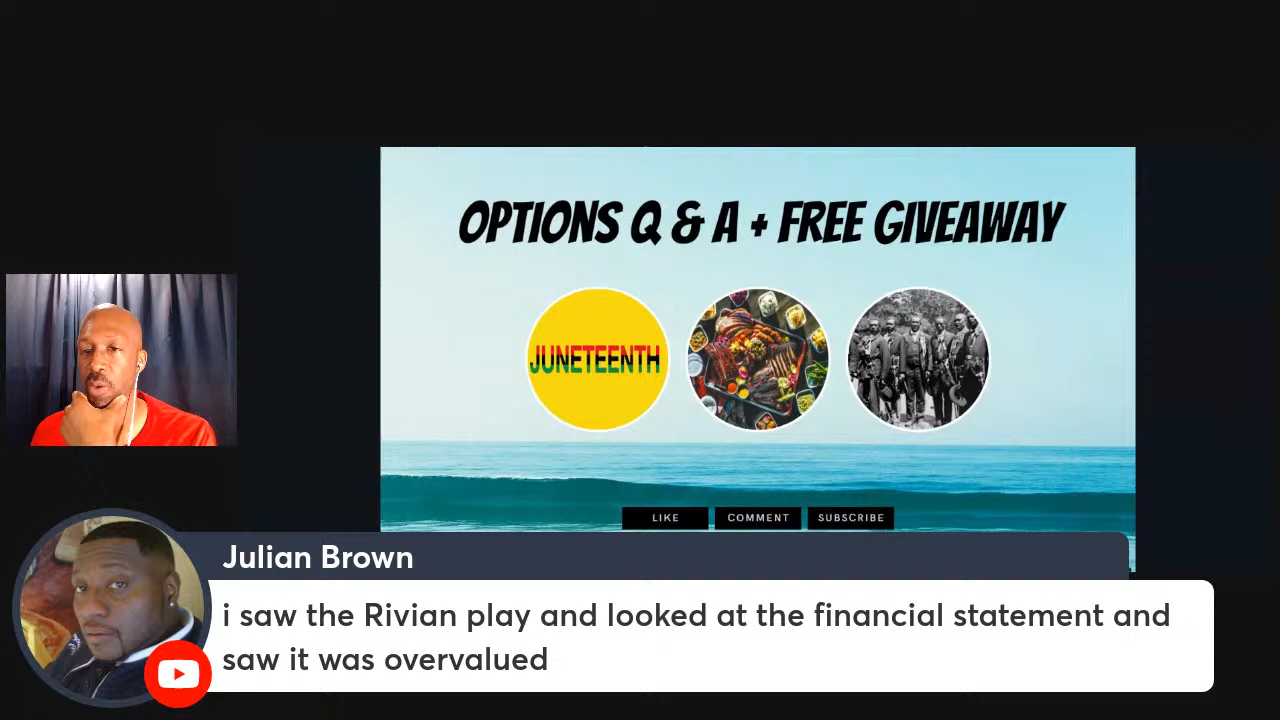 OPTIONS Q & A + FREE GIVEAWAY
JUNETEENTH
LIKE
COMMENT
SUBSCRIBE
Julian Brown
i saw the Rivian play and looked at the financial statement and
saw it was overvalued